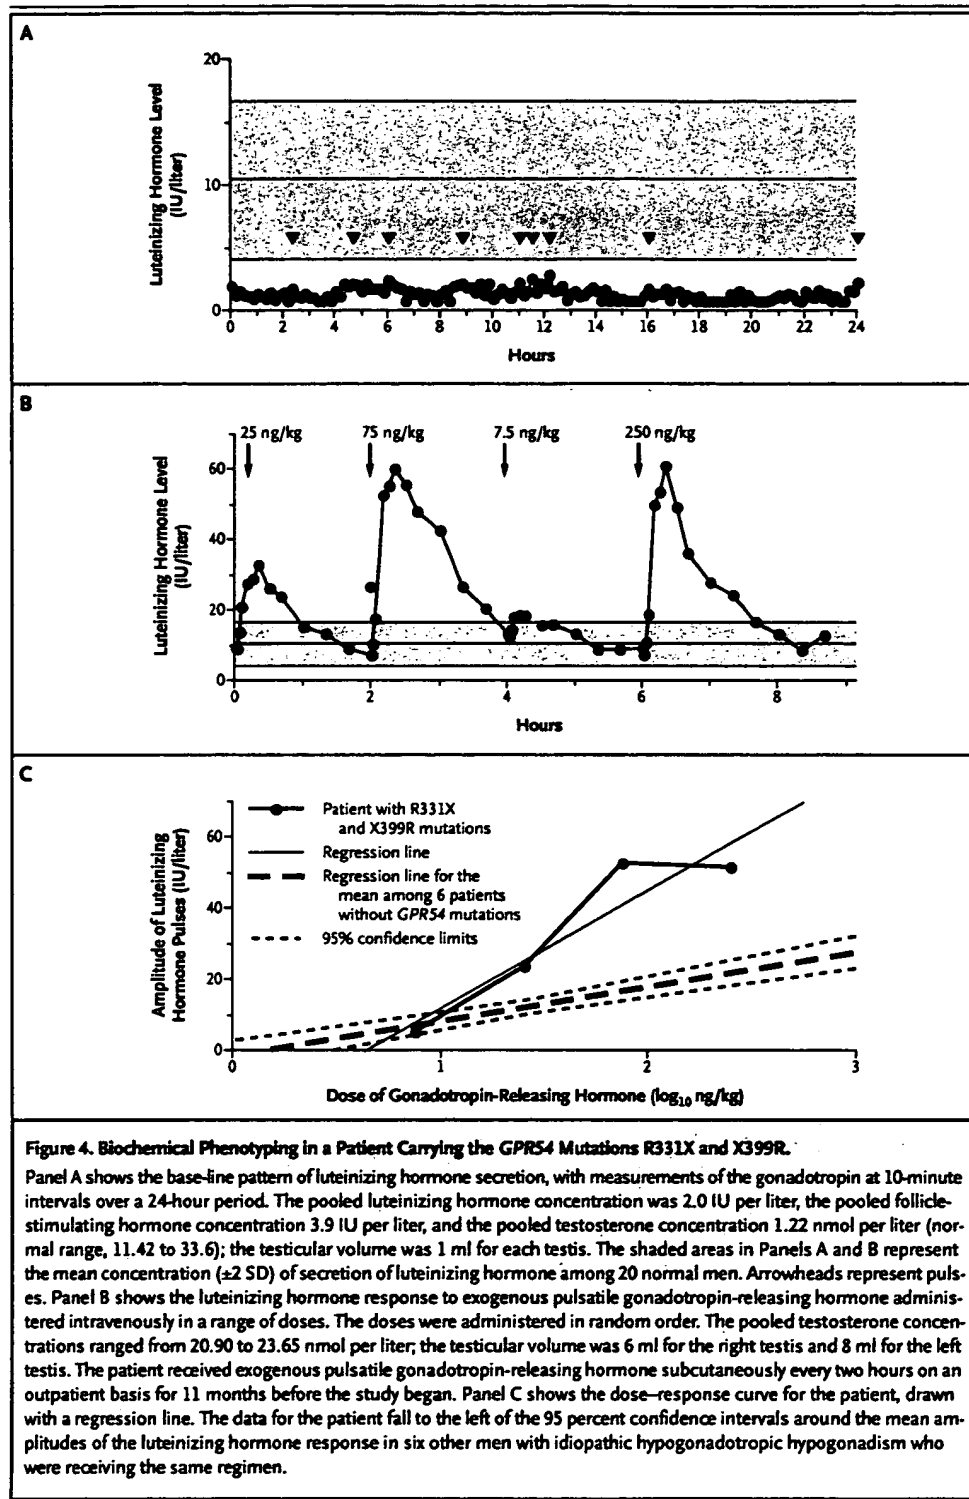 A
20
10
0
Luteinizing Hormone Level
(IU/liter)
0 2 4 6 8 10 12 14 16 18 20 22 24
Hours
B
25 ng/kg 75 ng/kg 7.5 ng/kg 250 ng/kg
60
40
20
0
Luteinizing Hormone Level
(IU/liter)
0 2 4 6 8
Hours
C
60
40
20
0
Amplitude of Luteinizing
Hormone Pulses (IU/liter)
Patient with R331X
and X399R mutations
Regression line
Regression line for the
mean among 6 patients
without GPR54 mutations
95% confidence limits
0 1 2 3
Dose of Gonadotropin-Releasing Hormone (log₁₀ ng/kg)
Figure 4. Biochemical Phenotyping in a Patient Carrying the GPR54 Mutations R331X and X399R.
Panel A shows the base-line pattern of luteinizing hormone secretion, with measurements of the gonadotropin at 10-minute
intervals over a 24-hour period. The pooled luteinizing hormone concentration was 2.0 IU per liter, the pooled follicle-
stimulating hormone concentration 3.9 IU per liter, and the pooled testosterone concentration 1.22 nmol per liter (nor-
mal range, 11.42 to 33.6); the testicular volume was 1 ml for each testis. The shaded areas in Panels A and B represent
the mean concentration (±2 SD) of secretion of luteinizing hormone among 20 normal men. Arrowheads represent puls-
es. Panel B shows the luteinizing hormone response to exogenous pulsatile gonadotropin-releasing hormone adminis-
tered intravenously in a range of doses. The doses were administered in random order. The pooled testosterone concen-
trations ranged from 20.90 to 23.65 nmol per liter; the testicular volume was 6 ml for the right testis and 8 ml for the left
testis. The patient received exogenous pulsatile gonadotropin-releasing hormone subcutaneously every two hours on an
outpatient basis for 11 months before the study began. Panel C shows the dose–response curve for the patient, drawn
with a regression line. The data for the patient fall to the left of the 95 percent confidence intervals around the mean am-
plitudes of the luteinizing hormone response in six other men with idiopathic hypogonadotropic hypogonadism who
were receiving the same regimen.